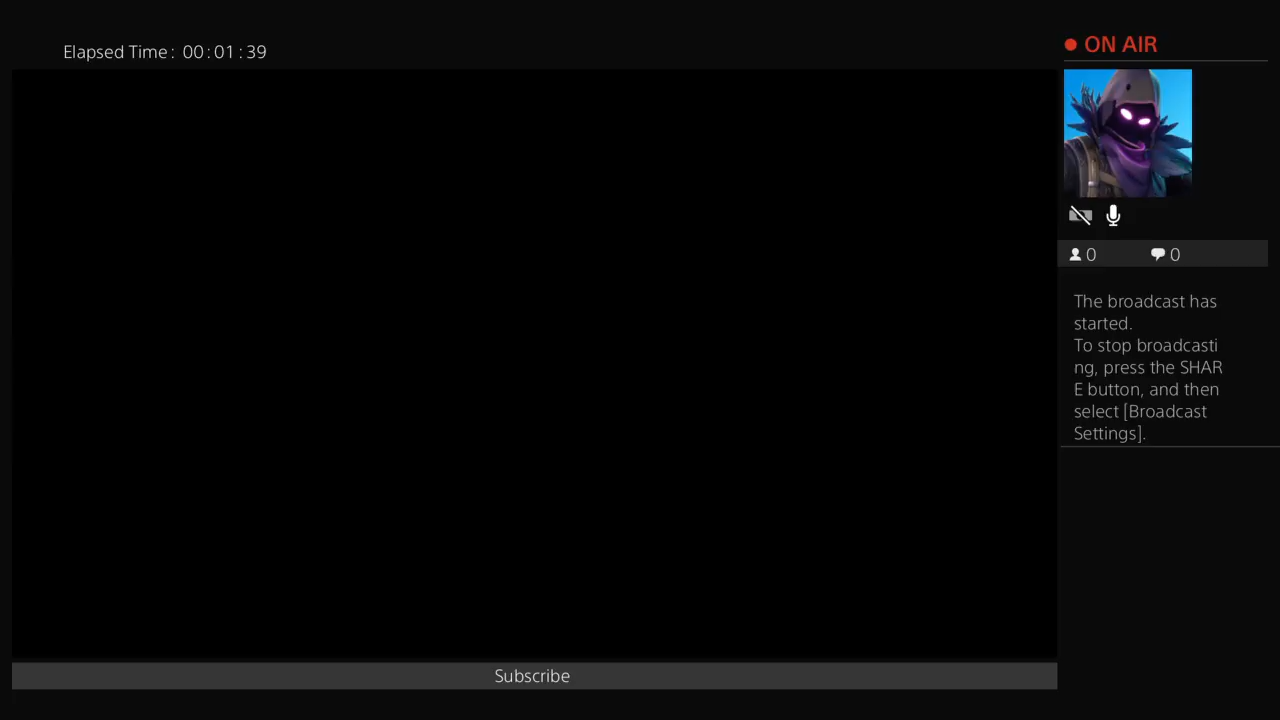 Elapsed Time: 00:01:39
ON AIR
0 0
The broadcast has
started.
To stop broadcasti
ng, press the SHAR
E button, and then
select [Broadcast
Settings].
Subscribe